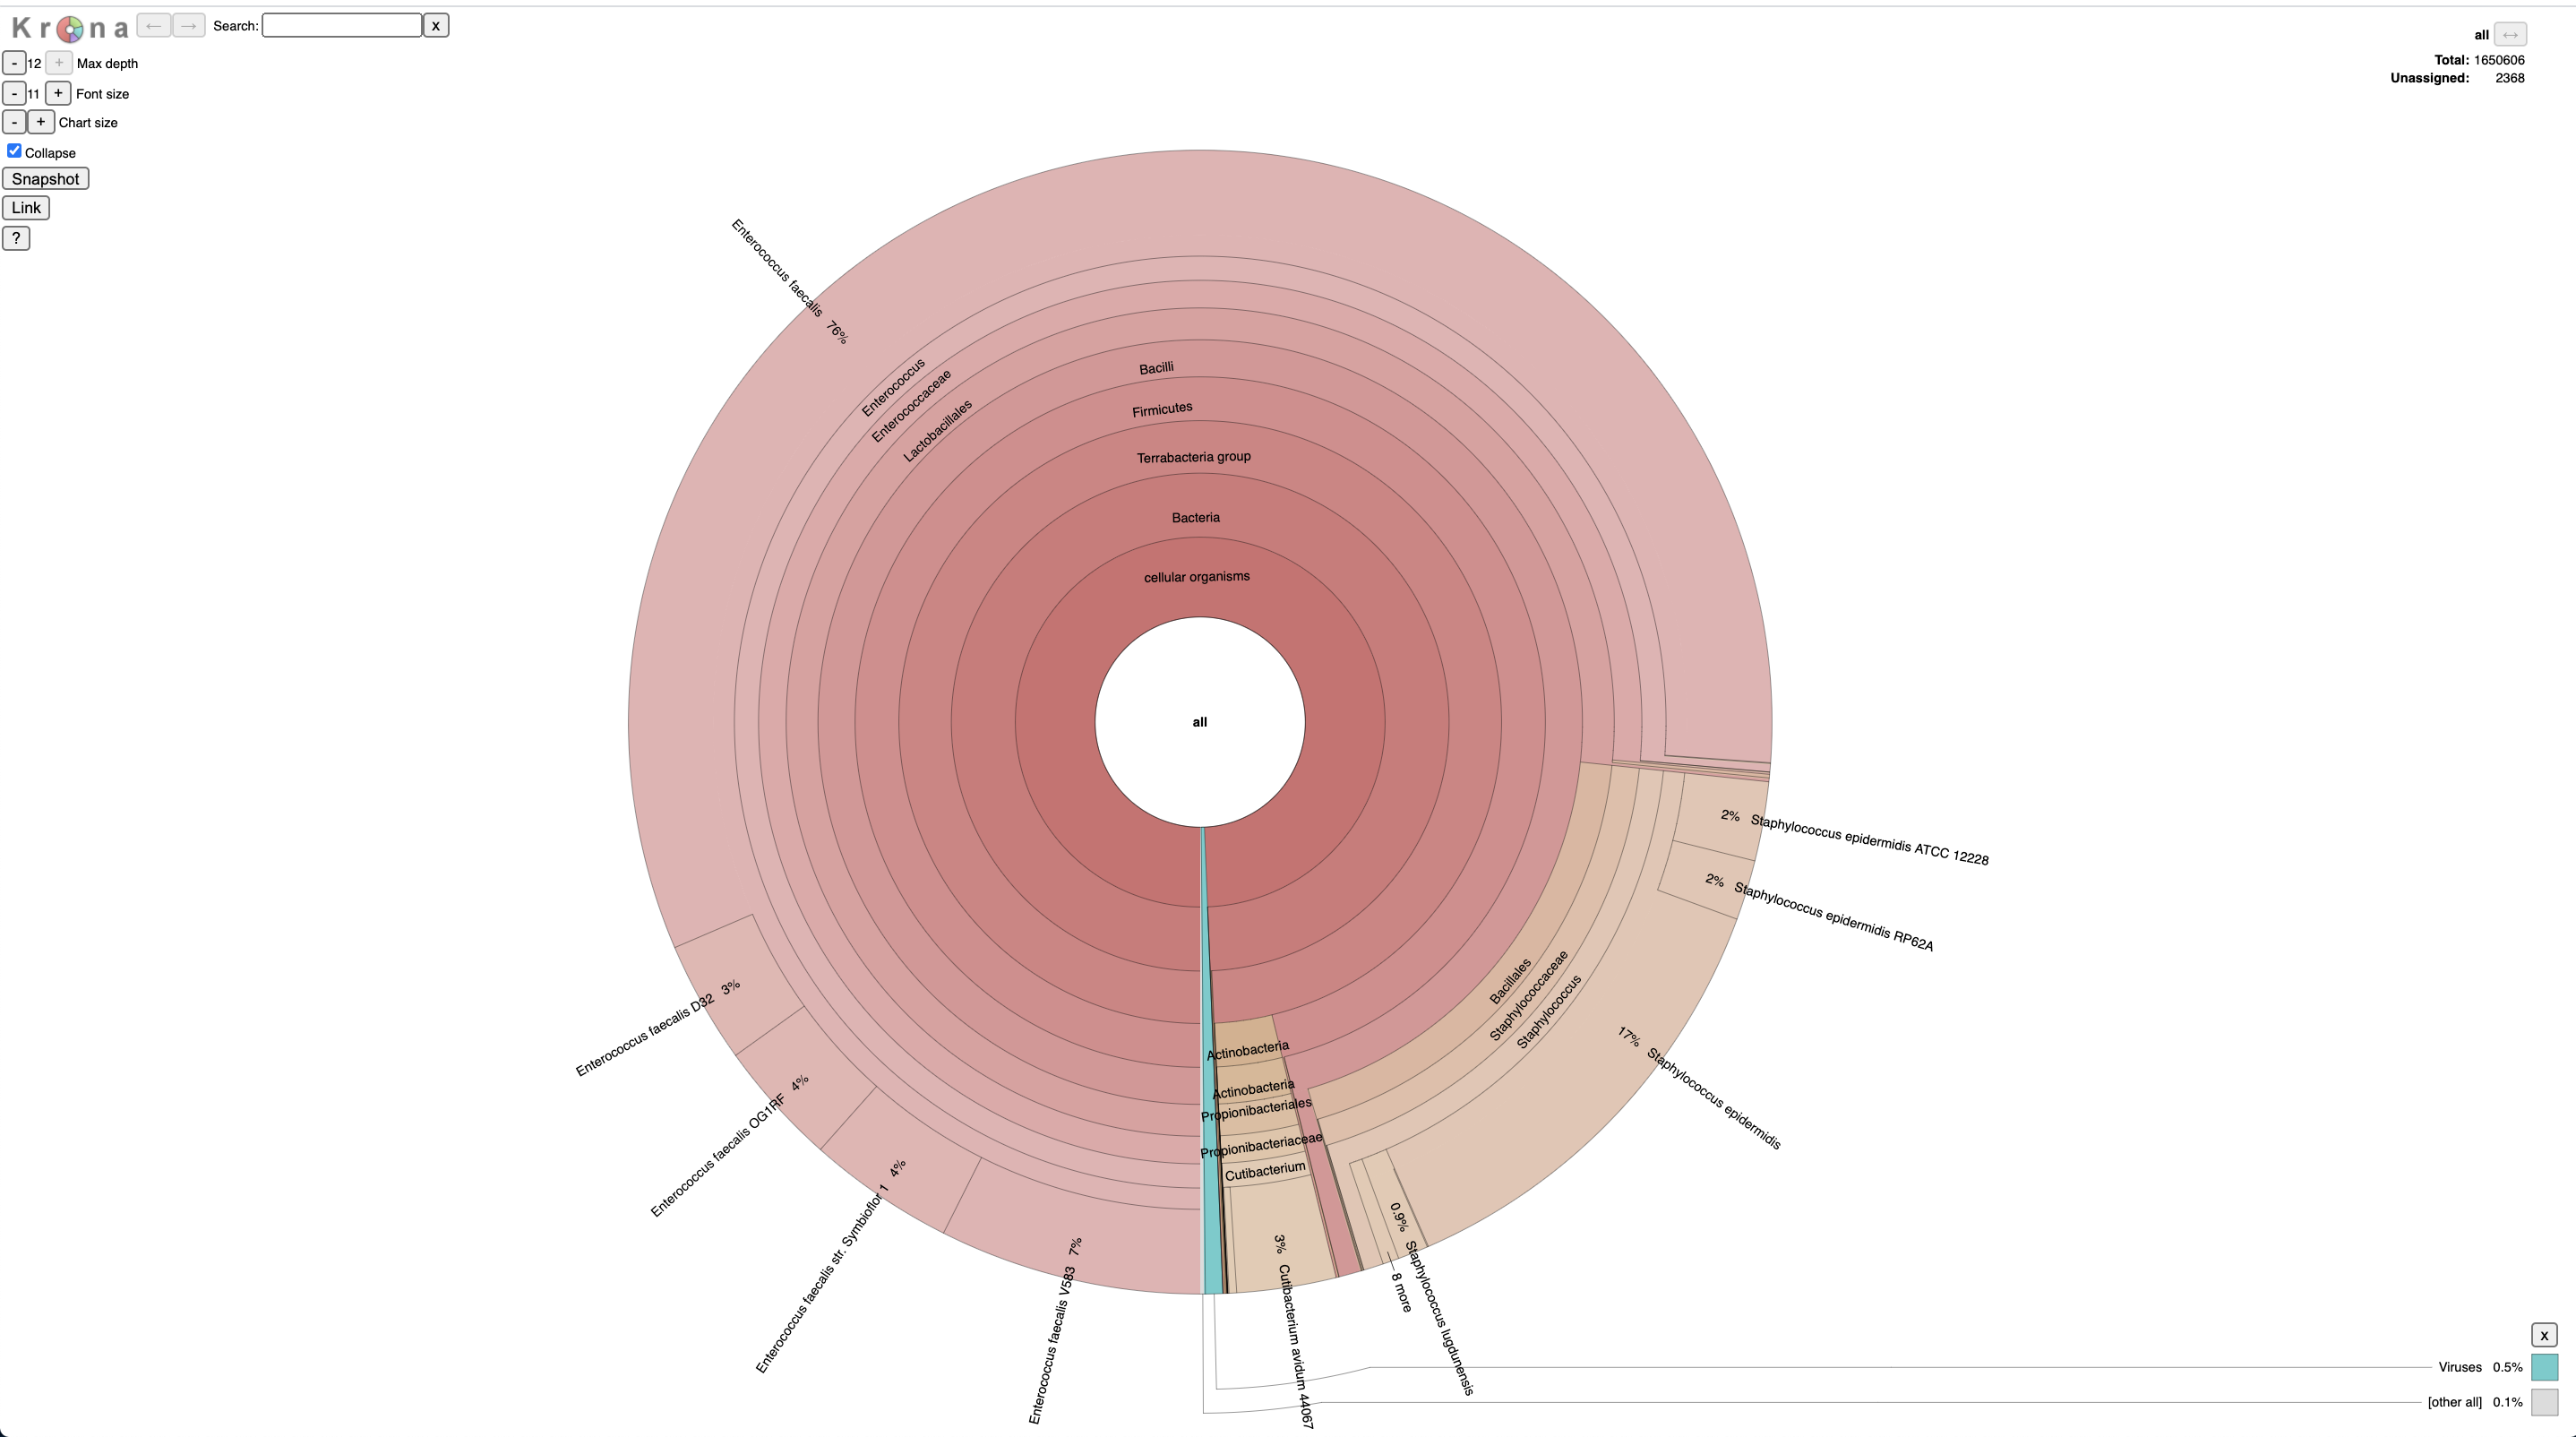 Krona ← → Search: x
- 12 + Max depth
- 11 + Font size
- + Chart size
Collapse
Snapshot
Link
?
all ↔
Total: 1650606
Unassigned: 2368
Enterococcus faecalis 76%
Enterococcus
Enterococcaceae
Lactobacillales
Bacilli
Firmicutes
Terrabacteria group
Bacteria
cellular organisms
all
2% Staphylococcus epidermidis ATCC 12228
2% Staphylococcus epidermidis RP62A
Bacillales
Staphylococcaceae
Staphylococcus
17% Staphylococcus epidermidis
Enterococcus faecalis D32 3%
Enterococcus faecalis OG1RF 4%
Enterococcus faecalis str. Symbioflor 1 4%
Enterococcus faecalis V583 7%
Actinobacteria
Actinobacteria
Propionibacteriales
Propionibacteriaceae
Cutibacterium
3% Cutibacterium avidum 44067
8 more
0.9% Staphylococcus lugdunensis
x
Viruses 0.5%
[other all] 0.1%